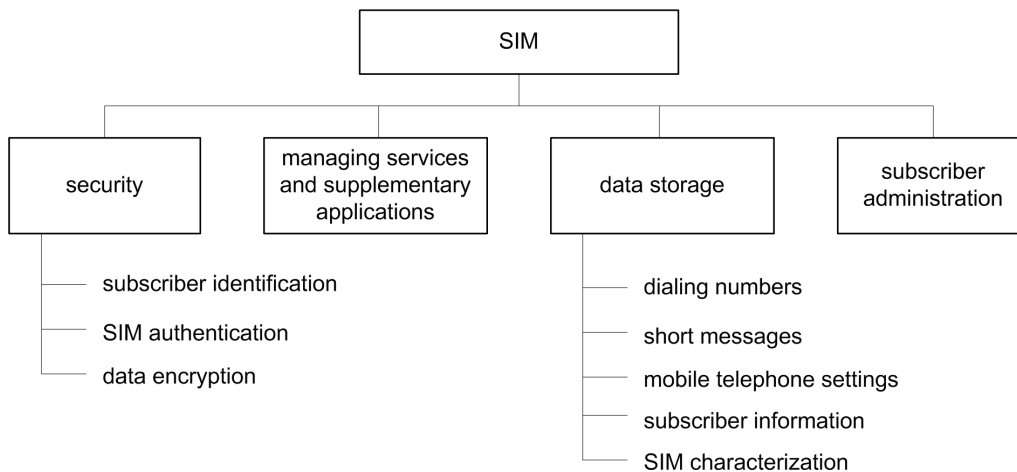 SIM
security
managing services
and supplementary
applications
data storage
subscriber
administration
subscriber identification
SIM authentication
data encryption
dialing numbers
short messages
mobile telephone settings
subscriber information
SIM characterization